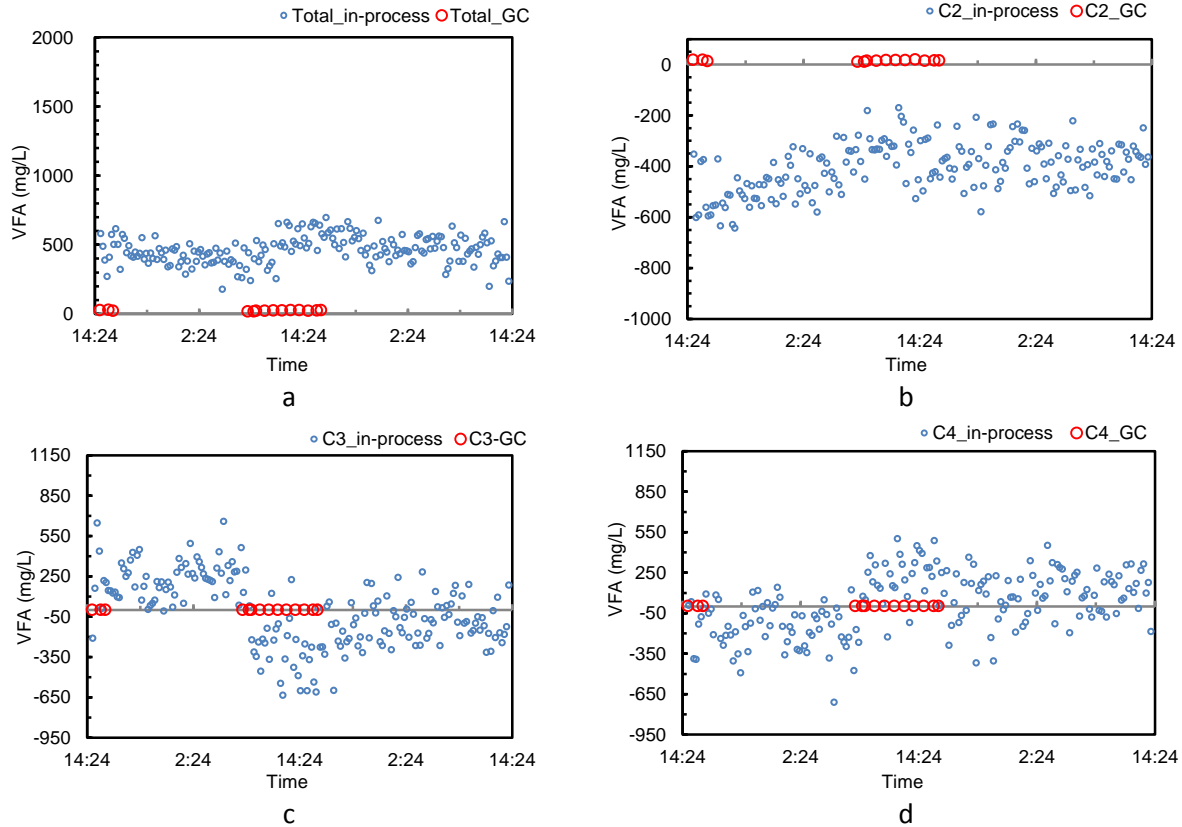 Total_in-process Total_GC
2000
1500
1000
500
0
VFA (mg/L)
14:24 2:24 14:24 2:24 14:24
Time
a
C2_in-process C2_GC
0
-200
-400
-600
-800
-1000
VFA (mg/L)
14:24 2:24 14:24 2:24 14:24
Time
b
C3_in-process C3-GC
1150
850
550
250
-50
-350
-650
-950
VFA (mg/L)
14:24 2:24 14:24 2:24 14:24
Time
c
C4_in-process C4_GC
1150
850
550
250
-50
-350
-650
-950
VFA (mg/L)
14:24 2:24 14:24 2:24 14:24
Time
d